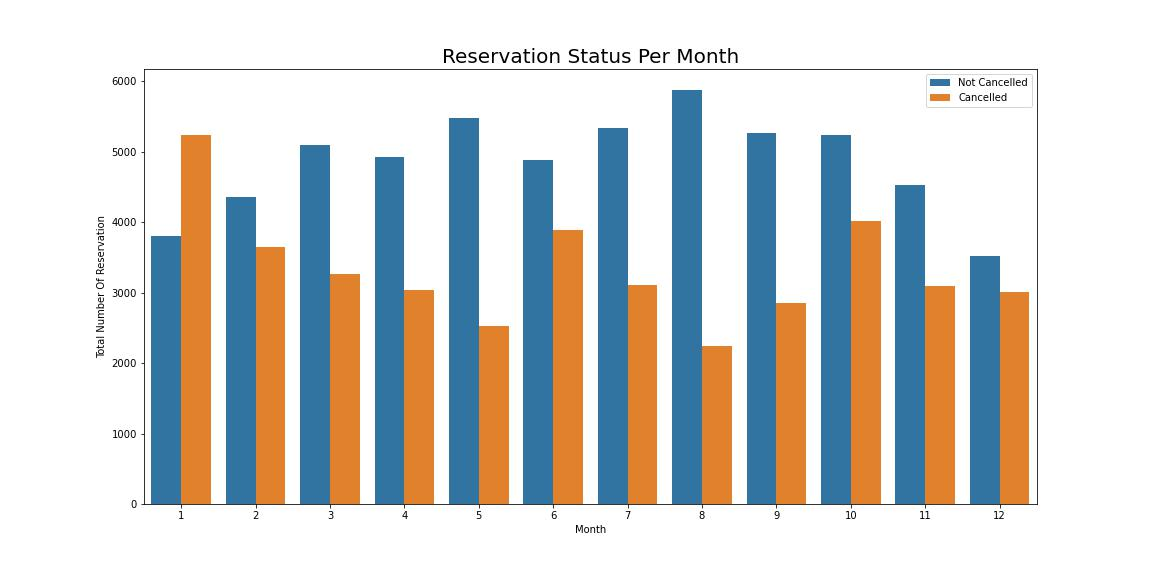 Reservation Status Per Month
Not Cancelled
Cancelled
Total Number Of Reservation
6000
5000
4000
3000
2000
1000
0
1 2 3 4 5 6 7 8 9 10 11 12
Month